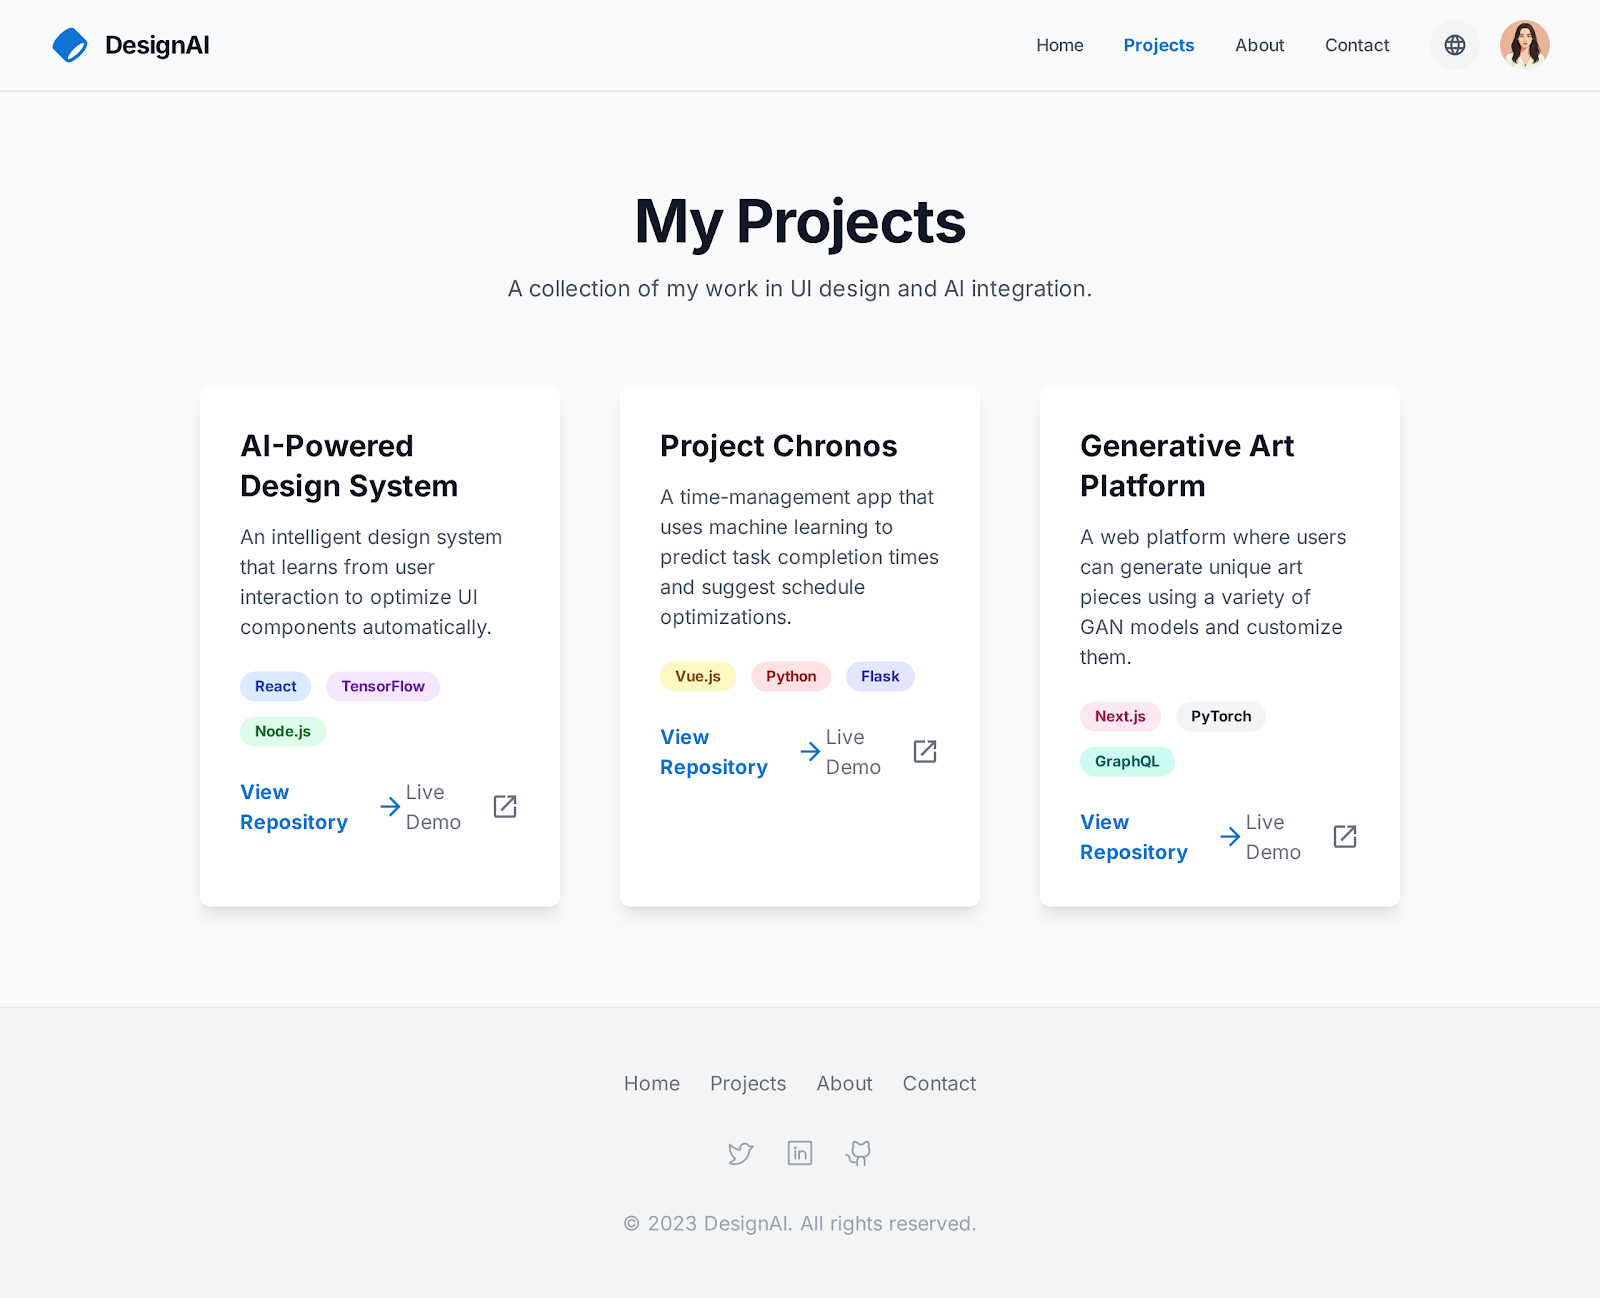 DesignAI
Home Projects About Contact
My Projects
A collection of my work in UI design and AI integration.
AI-Powered
Design System
An intelligent design system
that learns from user
interaction to optimize UI
components automatically.
React TensorFlow
Node.js
View
Repository
Live
Demo
Project Chronos
A time-management app that
uses machine learning to
predict task completion times
and suggest schedule
optimizations.
Vue.js Python Flask
View
Repository
Live
Demo
Generative Art
Platform
A web platform where users
can generate unique art
pieces using a variety of
GAN models and customize
them.
Next.js PyTorch
GraphQL
View
Repository
Live
Demo
Home Projects About Contact
in
© 2023 DesignAI. All rights reserved.